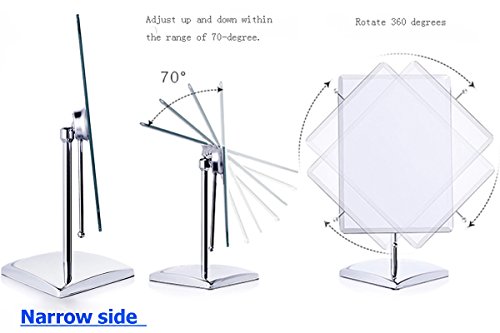 Adjust up and down within
the range of 70-degree.
Rotate 360 degrees
70°
Narrow side